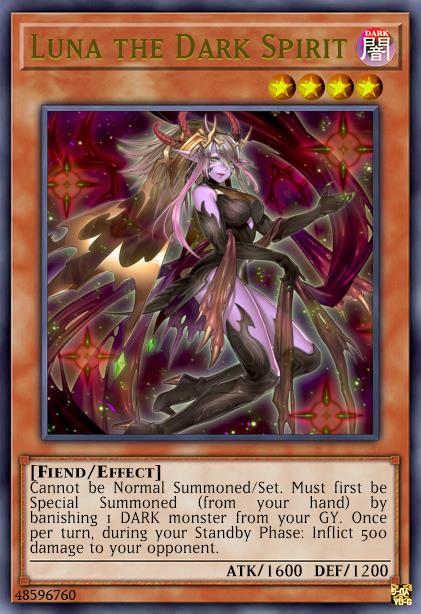 Luna the Dark Spirit
DARK
闇
[Fiend/Effect]
Cannot be Normal Summoned/Set. Must first be
Special Summoned (from your hand) by
banishing 1 DARK monster from your GY. Once
per turn, during your Standby Phase: Inflict 500
damage to your opponent.
ATK/1600 DEF/1200
48596760